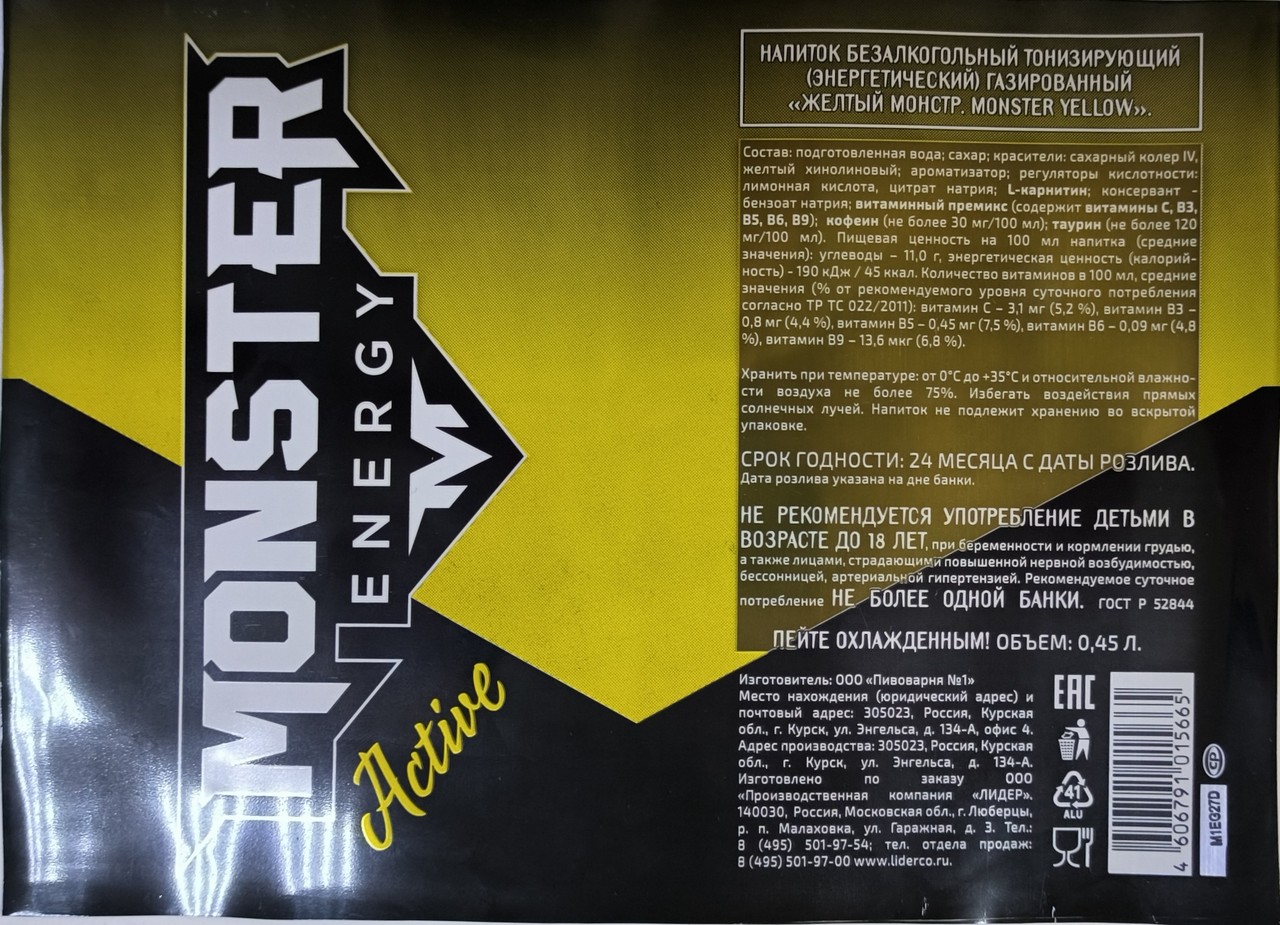 MONSTER
ENERGY
Active
НАПИТОК БЕЗАЛКОГОЛЬНЫЙ ТОНИЗИРУЮЩИЙ
(ЭНЕРГЕТИЧЕСКИЙ) ГАЗИРОВАННЫЙ
«ЖЕЛТЫЙ МОНСТР. MONSTER YELLOW».
Состав: подготовленная вода; сахар; красители: сахарный колер IV,
желтый хинолиновый; ароматизатор; регуляторы кислотности:
лимонная кислота, цитрат натрия; L-карнитин; консервант -
бензоат натрия; витаминный премикс (содержит витамины С, В3,
В5, В6, В9); кофеин (не более 30 мг/100 мл); таурин (не более 120
мг/100 мл). Пищевая ценность на 100 мл напитка (средние
значения): углеводы – 11,0 г, энергетическая ценность (калорий-
ность) - 190 кДж / 45 ккал. Количество витаминов в 100 мл, средние
значения (% от рекомендуемого уровня суточного потребления
согласно ТР ТС 022/2011): витамин С – 3,1 мг (5,2 %), витамин В3 –
0,8 мг (4,4 %), витамин В5 – 0,45 мг (7,5 %), витамин В6 – 0,09 мг (4,8
%), витамин В9 – 13,6 мкг (6,8 %).
Хранить при температуре: от 0°С до +35°С и относительной влажно-
сти воздуха не более 75%. Избегать воздействия прямых
солнечных лучей. Напиток не подлежит хранению во вскрытой
упаковке.
СРОК ГОДНОСТИ: 24 МЕСЯЦА С ДАТЫ РОЗЛИВА.
Дата розлива указана на дне банки.
НЕ РЕКОМЕНДУЕТСЯ УПОТРЕБЛЕНИЕ ДЕТЬМИ В
ВОЗРАСТЕ ДО 18 ЛЕТ, при беременности и кормлении грудью,
а также лицами, страдающими повышенной нервной возбудимостью,
бессонницей, артериальной гипертензией. Рекомендуемое суточное
потребление НЕ БОЛЕЕ ОДНОЙ БАНКИ. ГОСТ Р 52844
ПЕЙТЕ ОХЛАЖДЕННЫМ! ОБЪЕМ: 0,45 Л.
Изготовитель: ООО «Пивоварня №1»
Место нахождения (юридический адрес) и
почтовый адрес: 305023, Россия, Курская
обл., г. Курск, ул. Энгельса, д. 134-А, офис 4.
Адрес производства: 305023, Россия, Курская
обл., г. Курск, ул. Энгельса, д. 134-А.
Изготовлено по заказу ООО
«Производственная компания «ЛИДЕР».
140030, Россия, Московская обл., г. Люберцы,
р. п. Малаховка, ул. Гаражная, д. 3. Тел.:
8 (495) 501-97-54; тел. отдела продаж:
8 (495) 501-97-00 www.liderco.ru.
EAC
41
ALU
4 606791 015665
CP
M1EG27D